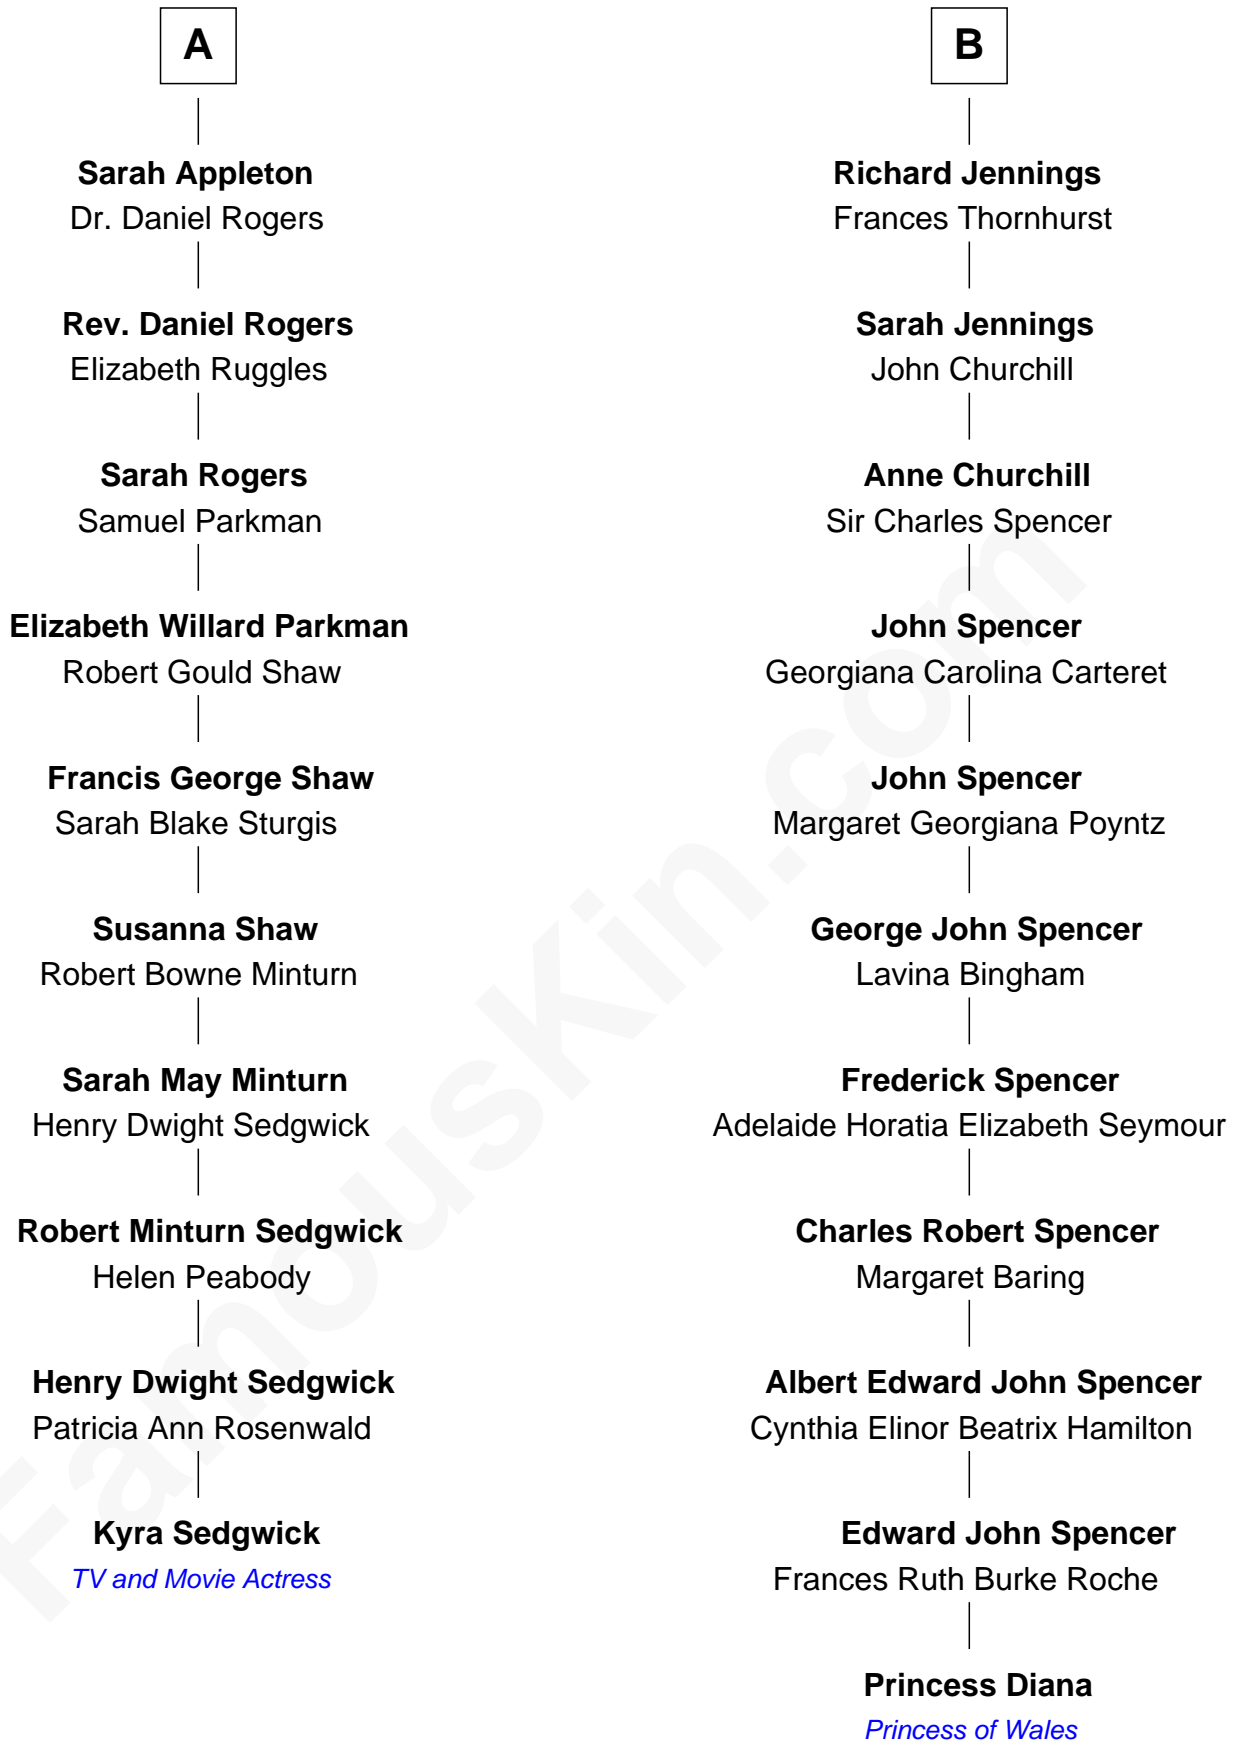 A
Sarah Appleton
Dr. Daniel Rogers
Rev. Daniel Rogers
Elizabeth Ruggles
Sarah Rogers
Samuel Parkman
Elizabeth Willard Parkman
Robert Gould Shaw
Francis George Shaw
Sarah Blake Sturgis
Susanna Shaw
Robert Bowne Minturn
Sarah May Minturn
Henry Dwight Sedgwick
Robert Minturn Sedgwick
Helen Peabody
Henry Dwight Sedgwick
Patricia Ann Rosenwald
Kyra Sedgwick
TV and Movie Actress
B
Richard Jennings
Frances Thornhurst
Sarah Jennings
John Churchill
Anne Churchill
Sir Charles Spencer
John Spencer
Georgiana Carolina Carteret
John Spencer
Margaret Georgiana Poyntz
George John Spencer
Lavina Bingham
Frederick Spencer
Adelaide Horatia Elizabeth Seymour
Charles Robert Spencer
Margaret Baring
Albert Edward John Spencer
Cynthia Elinor Beatrix Hamilton
Edward John Spencer
Frances Ruth Burke Roche
Princess Diana
Princess of Wales
FamousKin.com